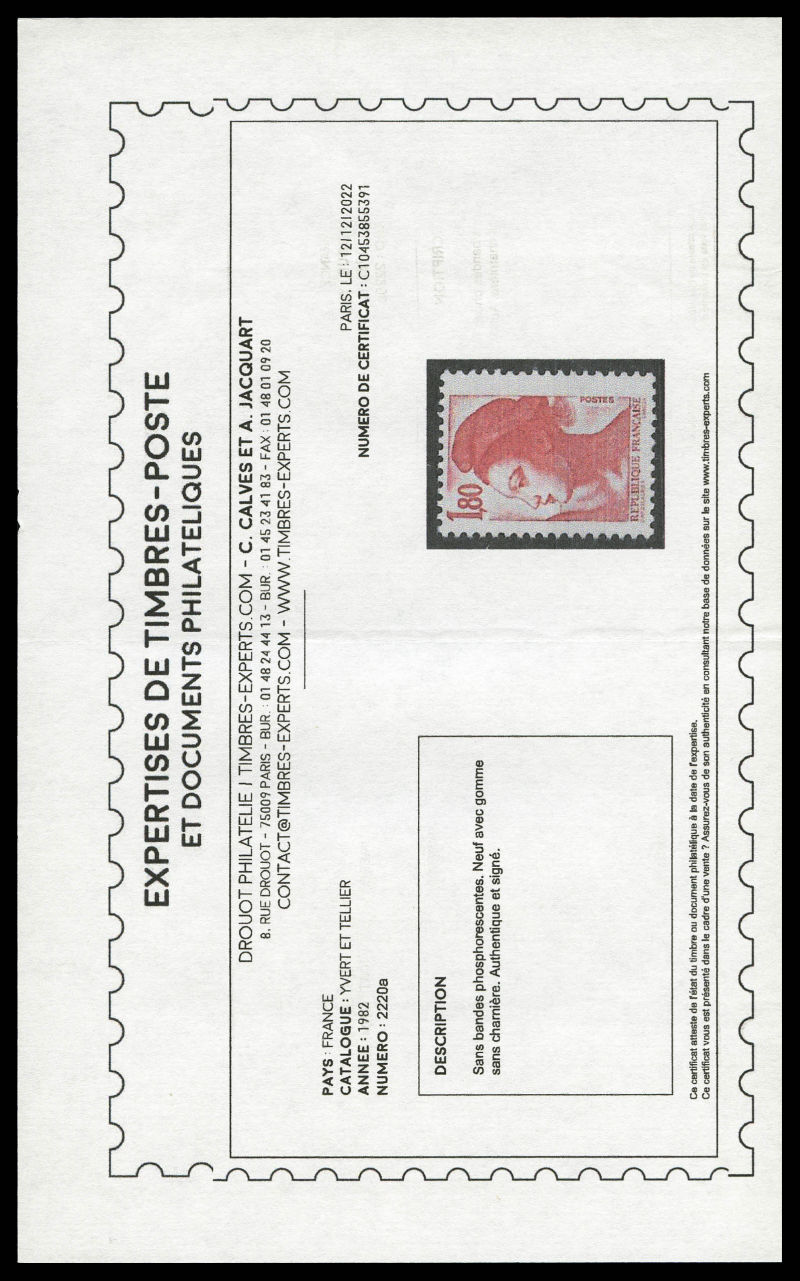 EXPERTISES DE TIMBRES-POSTE
ET DOCUMENTS PHILATELIQUES
DROUOT PHILATELIE / TIMBRES-EXPERTS.COM - C. CALVES ET A. JACQUART
8, RUE DROUOT - 75009 PARIS - BUR. : 01 48 24 44 13 - BUR. : 01 45 23 41 83 - FAX : 01 48 01 09 20
CONTACT@TIMBRES-EXPERTS.COM - WWW.TIMBRES-EXPERTS.COM
PARIS, LE : 12/12/2022
NUMERO DE CERTIFICAT : C10453855391
PAYS : FRANCE
CATALOGUE : YVERT ET TELLIER
ANNEE : 1982
NUMERO : 2220a
DESCRIPTION
Sans bandes phosphorescentes. Neuf avec gomme
sans charnière. Authentique et signé.
1,80
POSTES
REPUBLIQUE FRANÇAISE
Ce certificat atteste de l'état du timbre ou document philatélique à la date de l'expertise.
Ce certificat vous est présenté dans le cadre d'une vente ? Assurez-vous de son authenticité en consultant notre base de données sur le site www.timbres-experts.com